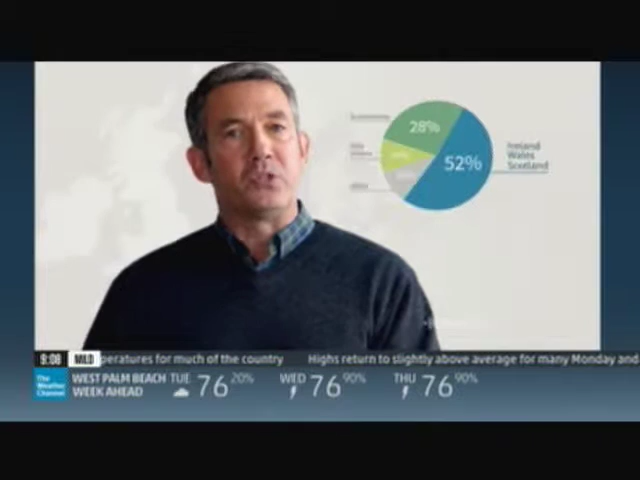 28%
52%
Ireland
Wales
Scotland
9:08 MILD peratures for much of the country Highs return to slightly above average for many Monday and
The
Weather
Channel
WEST PALM BEACH
WEEK AHEAD
TUE 76 20%
WED 76 90%
THU 76 90%